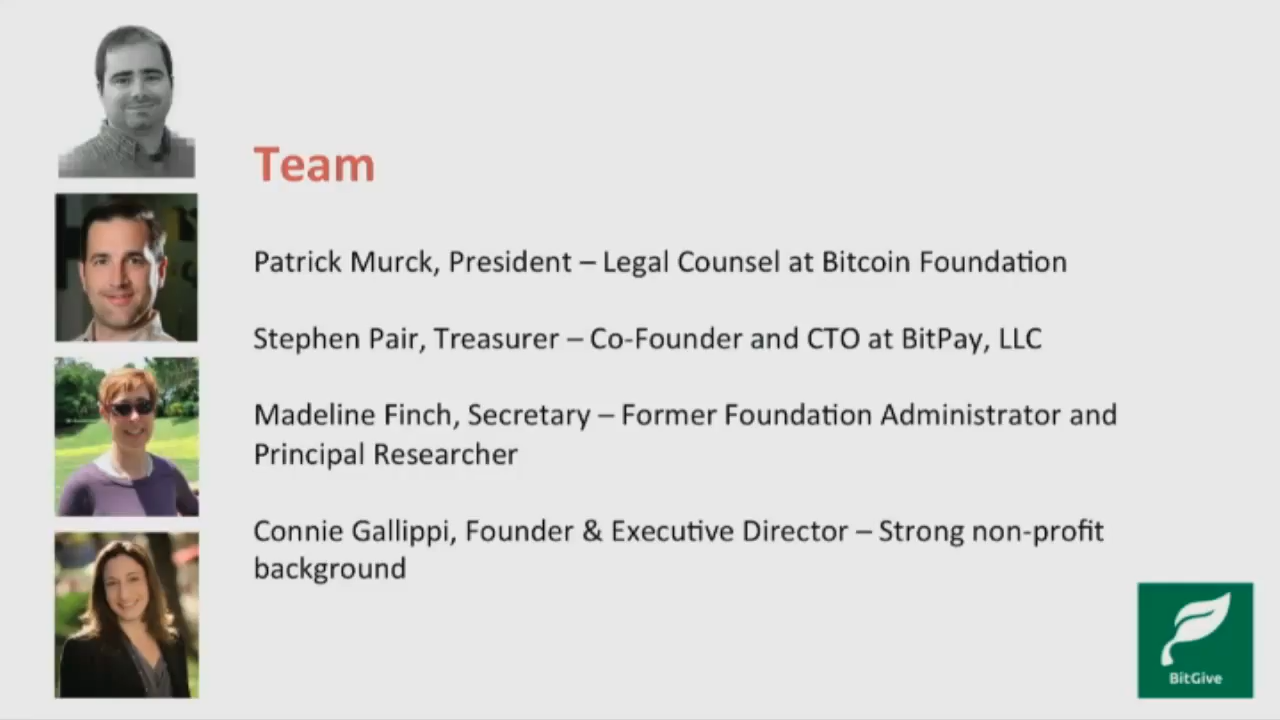 Team
Patrick Murck, President – Legal Counsel at Bitcoin Foundation
Stephen Pair, Treasurer – Co-Founder and CTO at BitPay, LLC
Madeline Finch, Secretary – Former Foundation Administrator and
Principal Researcher
Connie Gallippi, Founder & Executive Director – Strong non-profit
background
BitGive